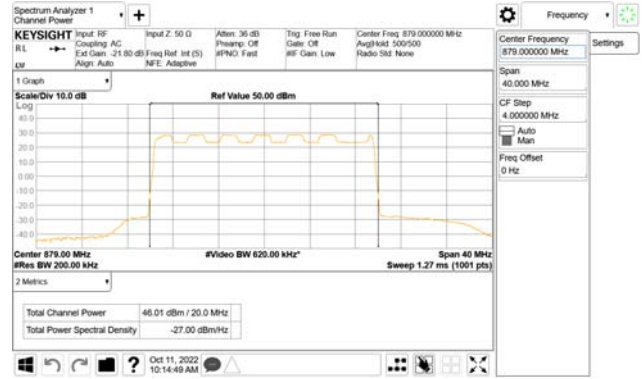 Spectrum Analyzer 1
Channel Power
+
Frequency
KEYSIGHT
RL
LU
Input: RF
Coupling: AC
Ext Gain: -21.80 dB
Align: Auto
Input Z: 50 Ω
Freq Ref: Int (S)
NFE: Adaptive
Atten: 36 dB
Preamp: Off
#PNO: Fast
Trig: Free Run
Gate: Off
#IF Gain: Low
Center Freq: 879.000000 MHz
Avg|Hold: 500/500
Radio Std: None
Center Frequency
879.000000 MHz
Settings
Span
40.000 MHz
CF Step
4.000000 MHz
Auto
Man
Freq Offset
0 Hz
1 Graph
Scale/Div 10.0 dB
Ref Value 50.00 dBm
Log
40.0
30.0
20.0
10.0
0.00
-10.0
-20.0
-30.0
-40.0
Center 879.00 MHz
#Video BW 620.00 kHz*
Span 40 MHz
#Res BW 200.00 kHz
Sweep 1.27 ms (1001 pts)
2 Metrics
Total Channel Power 46.01 dBm / 20.0 MHz
Total Power Spectral Density -27.00 dBm/Hz
?
Oct 11, 2022
10:14:49 AM